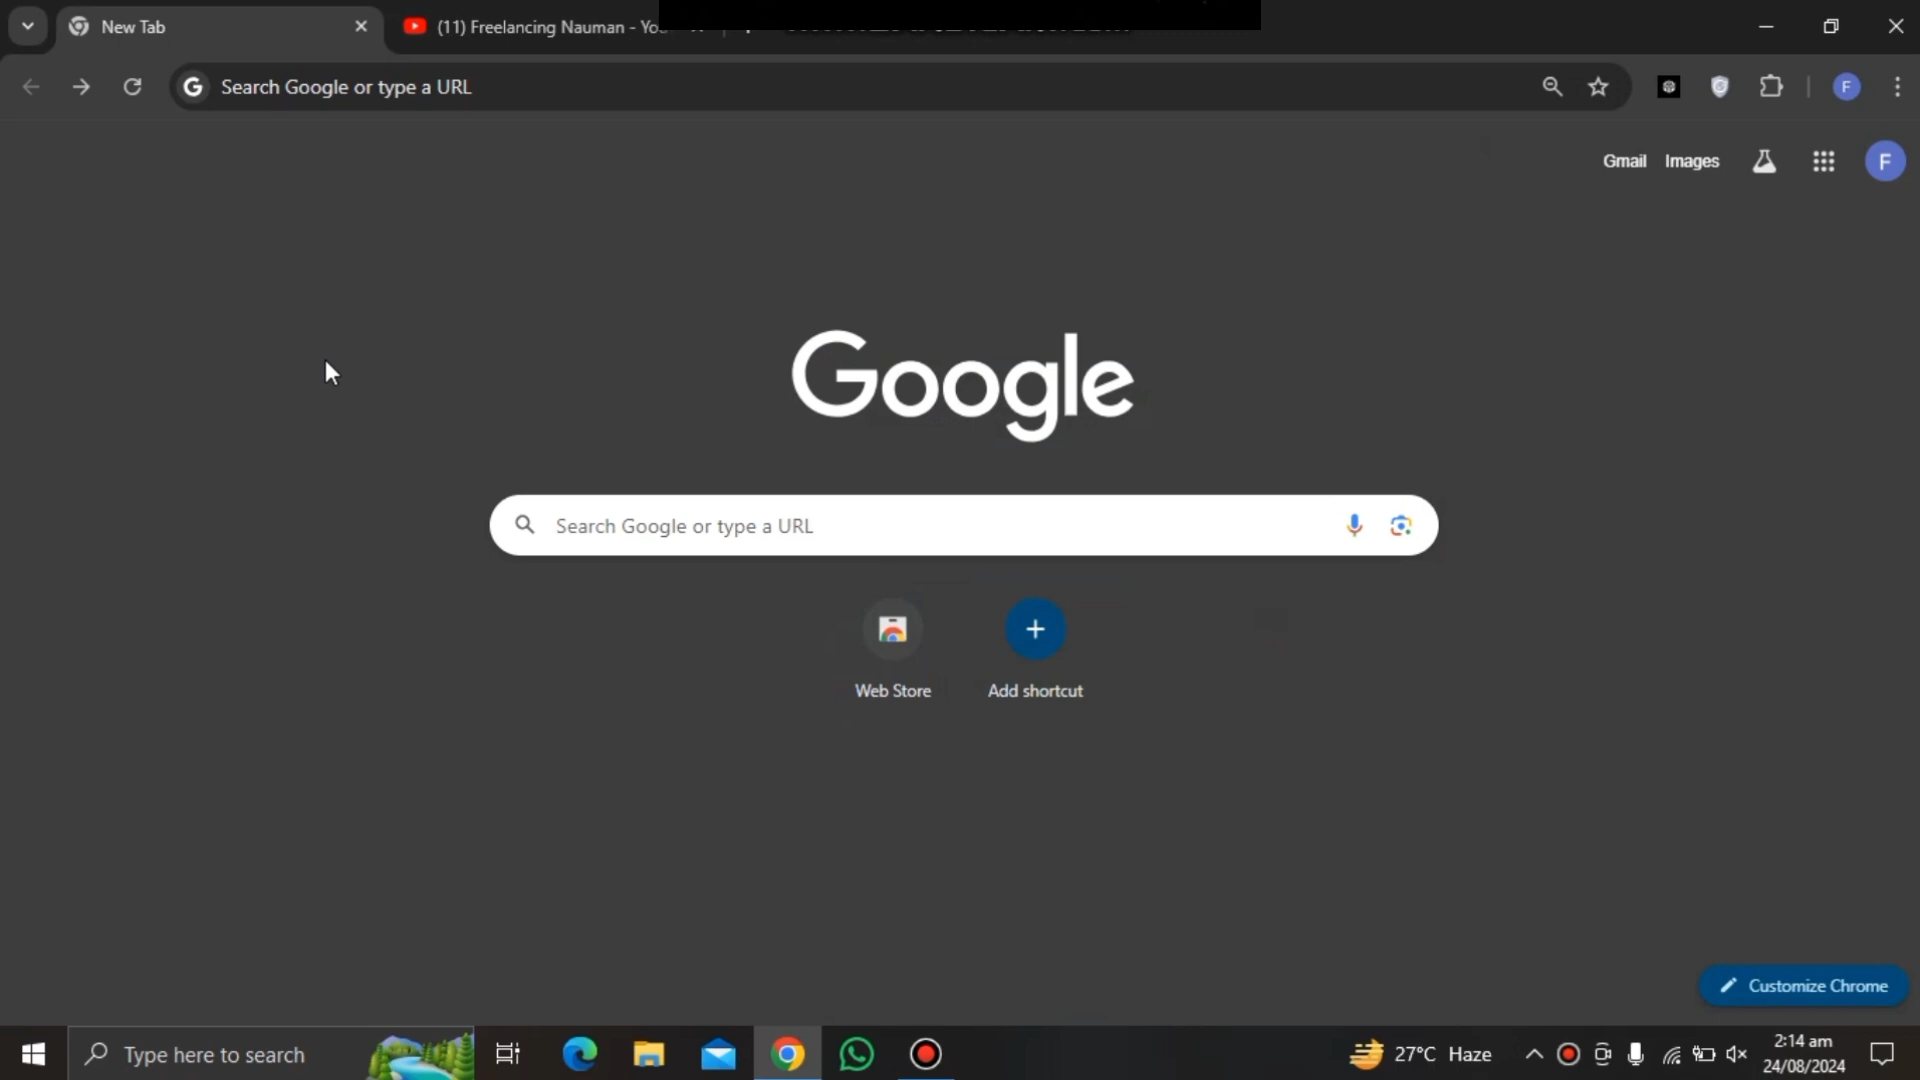 New Tab
(11) Freelancing Nauman - Yo
Search Google or type a URL
Gmail Images
F
F
Google
Search Google or type a URL
Web Store
Add shortcut
Customize Chrome
Type here to search
27°C Haze
2:14 am
24/08/2024